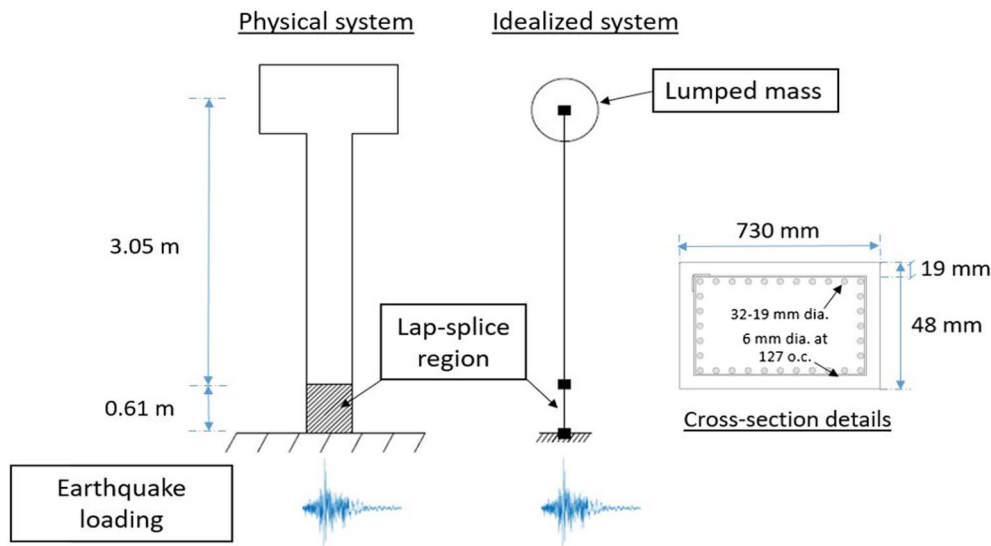 Physical system
Idealized system
Lumped mass
3.05 m
730 mm
19 mm
32-19 mm dia.
6 mm dia. at
127 o.c.
48 mm
Lap-splice
region
0.61 m
Cross-section details
Earthquake
loading